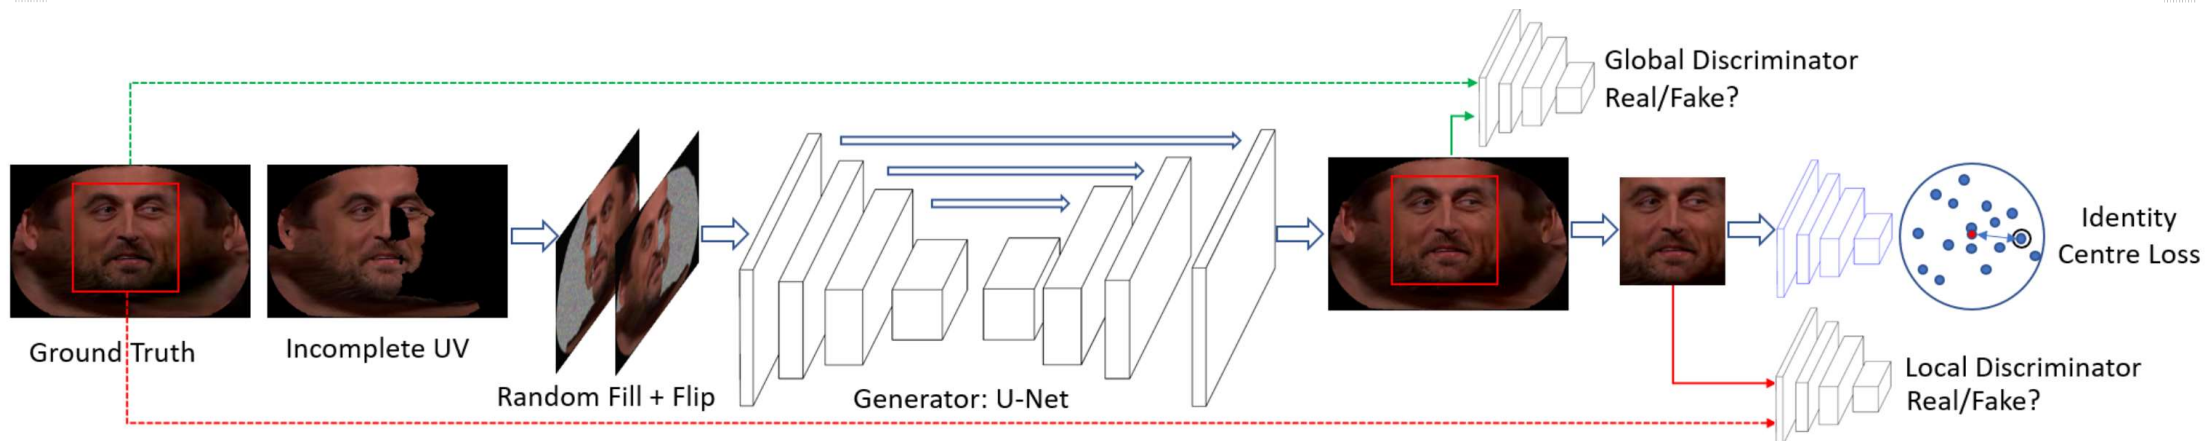 Global Discriminator
Real/Fake?
Ground Truth
Incomplete UV
Random Fill + Flip
Generator: U-Net
Identity
Centre Loss
Local Discriminator
Real/Fake?